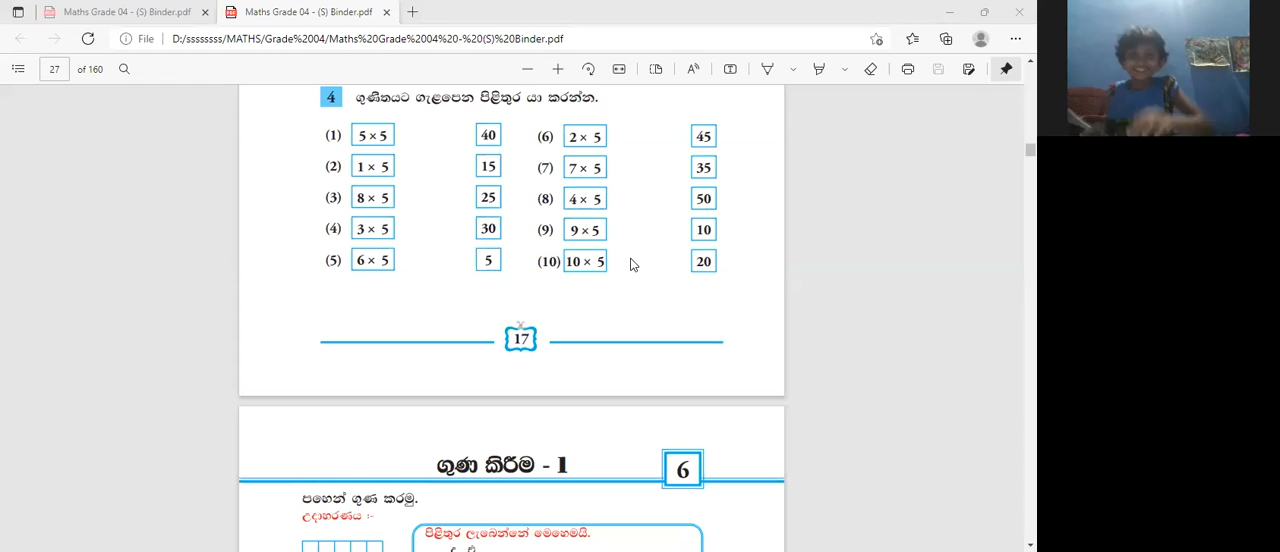 Maths Grade 04 - (S) Binder.pdf
Maths Grade 04 - (S) Binder.pdf
File D:/ssssssss/MATHS/Grade%2004/Maths%20Grade%2004%20-%20(S)%20Binder.pdf
27 of 160
4 ගුණිතයට ගැළපෙන පිළිතුර යා කරන්න.
(1) 5 × 5 40 (6) 2 × 5 45
(2) 1 × 5 15 (7) 7 × 5 35
(3) 8 × 5 25 (8) 4 × 5 50
(4) 3 × 5 30 (9) 9 × 5 10
(5) 6 × 5 5 (10) 10 × 5 20
17
ගුණ කිරීම - 1 6
පහෙන් ගුණ කරමු.
උදාහරණය :-
පිළිතුර ලැබෙන්නේ මෙහෙමයි.